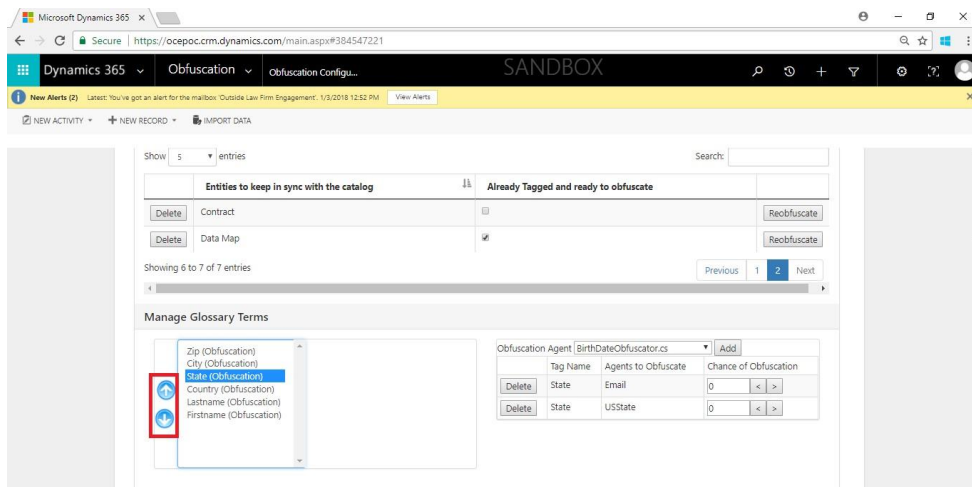 Microsoft Dynamics 365
Secure https://ocepoc.crm.dynamics.com/main.aspx#384547221
Dynamics 365 Obfuscation Obfuscation Configu... SANDBOX
New Alerts (2) Latest: You've got an alert for the mailbox 'Outside Law Firm Engagement'. 1/3/2018 12:52 PM View Alerts
NEW ACTIVITY NEW RECORD IMPORT DATA
Show 5 entries Search:
Entities to keep in sync with the catalog Already Tagged and ready to obfuscate
Delete Contract Reobfuscate
Delete Data Map Reobfuscate
Showing 6 to 7 of 7 entries Previous 1 2 Next
Manage Glossary Terms
Zip (Obfuscation)
City (Obfuscation)
State (Obfuscation)
Country (Obfuscation)
Lastname (Obfuscation)
Firstname (Obfuscation)
Obfuscation Agent BirthDateObfuscator.cs Add
Tag Name Agents to Obfuscate Chance of Obfuscation
Delete State Email 0 < >
Delete State USState 0 < >